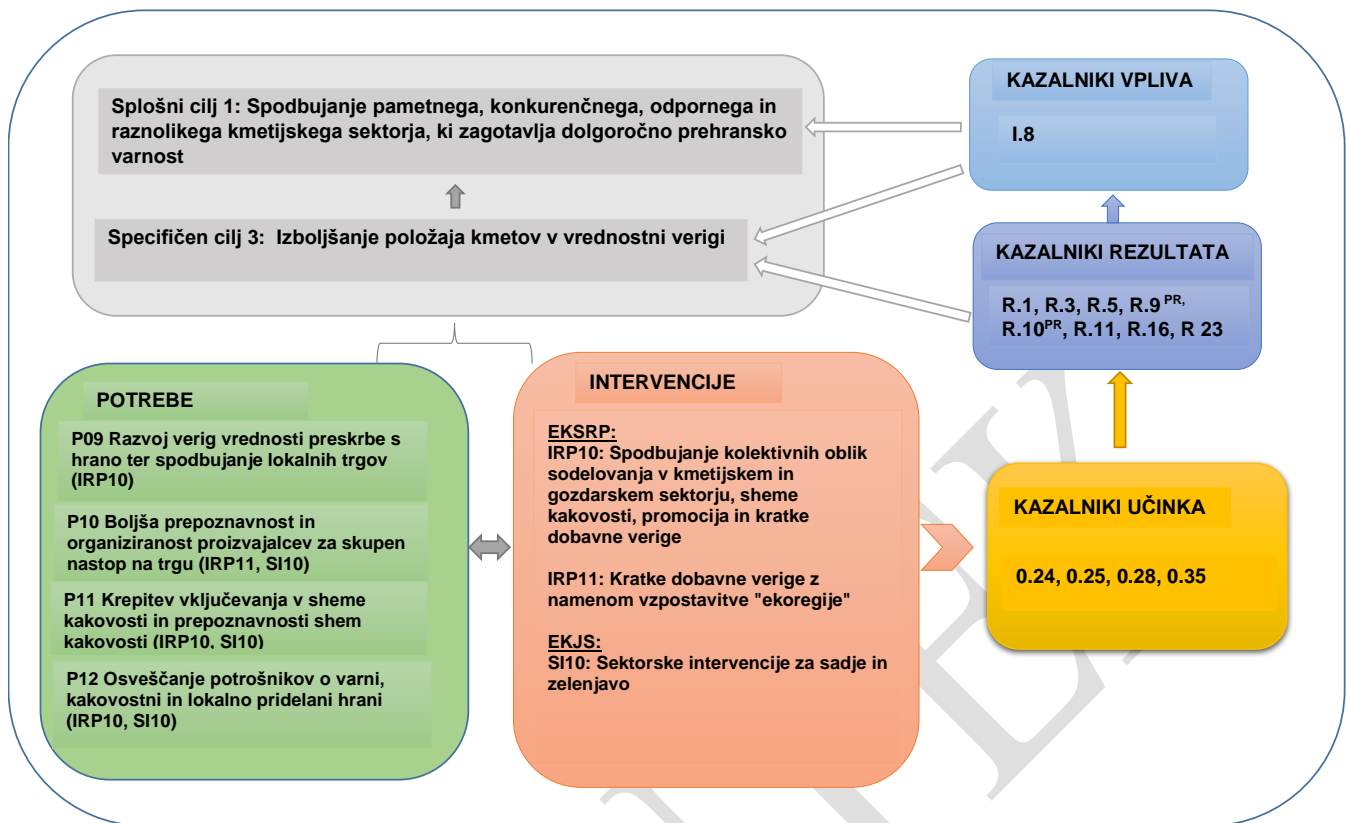 Splošni cilj 1: Spodbujanje pametnega, konkurenčnega, odpornega in
raznolikega kmetijskega sektorja, ki zagotavlja dolgoročno prehransko
varnost
Specifičen cilj 3: Izboljšanje položaja kmetov v vrednostni verigi
KAZALNIKI VPLIVA
I.8
KAZALNIKI REZULTATA
R.1, R.3, R.5, R.9 PR,
R.10PR, R.11, R.16, R 23
POTREBE
P09 Razvoj verig vrednosti preskrbe s
hrano ter spodbujanje lokalnih trgov
(IRP10)
P10 Boljša prepoznavnost in
organiziranost proizvajalcev za skupen
nastop na trgu (IRP11, SI10)
P11 Krepitev vključevanja v sheme
kakovosti in prepoznavnosti shem
kakovosti (IRP10, SI10)
P12 Osveščanje potrošnikov o varni,
kakovostni in lokalno pridelani hrani
(IRP10, SI10)
INTERVENCIJE
EKSRP:
IRP10: Spodbujanje kolektivnih oblik
sodelovanja v kmetijskem in
gozdarskem sektorju, sheme
kakovosti, promocija in kratke
dobavne verige
IRP11: Kratke dobavne verige z
namenom vzpostavitve "ekoregije"
EKJS:
SI10: Sektorske intervencije za sadje in
zelenjavo
KAZALNIKI UČINKA
0.24, 0.25, 0.28, 0.35